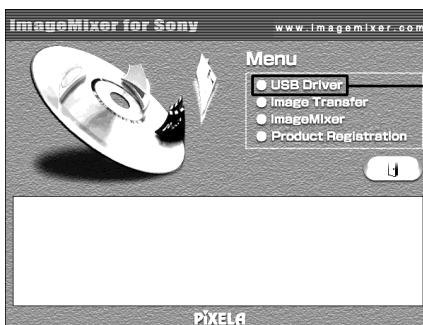 ImageMixer for Sony
www.imagemixer.com
Menu
USB Driver
Image Transfer
ImageMixer
Product Registration
PIXELA